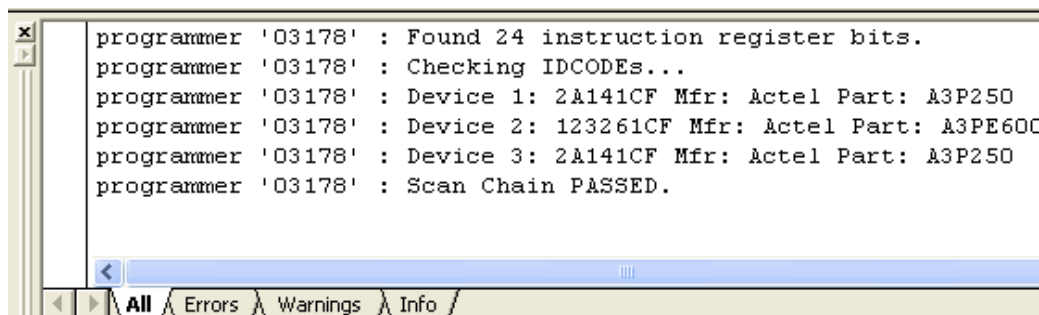 programmer '03178' : Found 24 instruction register bits.
programmer '03178' : Checking IDCODEs...
programmer '03178' : Device 1: 2A141CF Mfr: Actel Part: A3P250
programmer '03178' : Device 2: 123261CF Mfr: Actel Part: A3PE600
programmer '03178' : Device 3: 2A141CF Mfr: Actel Part: A3P250
programmer '03178' : Scan Chain PASSED.
All Errors Warnings Info